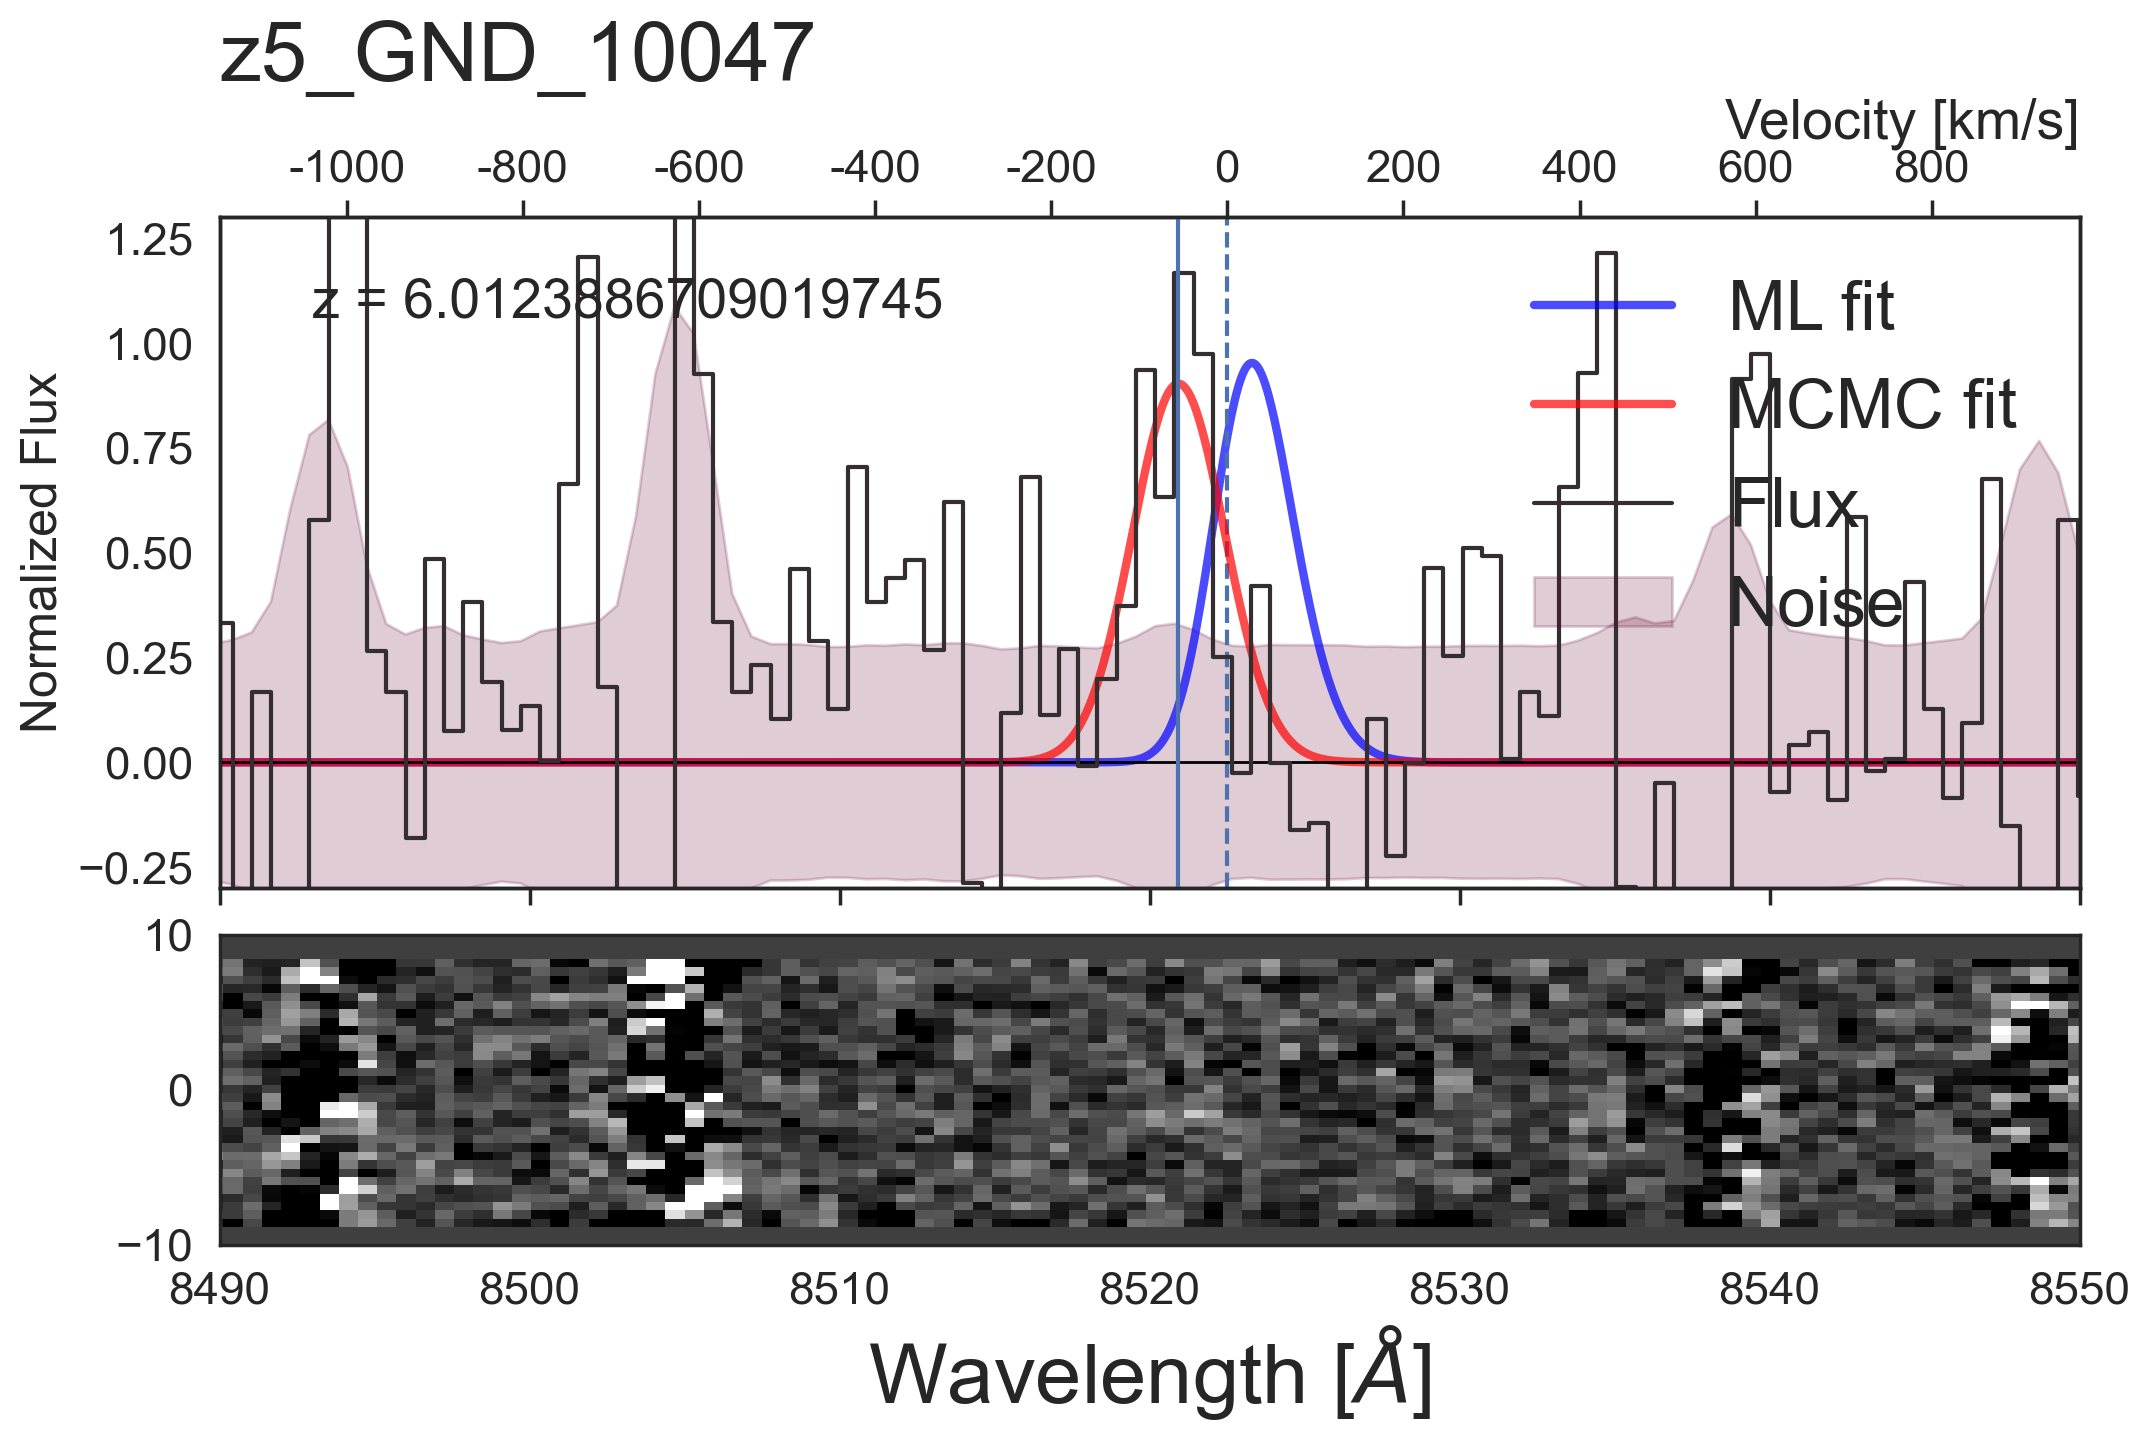 z5_GND_10047
Velocity [km/s]
-1000 -800 -600 -400 -200 0 200 400 600 800
1.25
1.00
0.75
0.50
0.25
0.00
−0.25
Normalized Flux
z = 6.0123886709019745
ML fit
MCMC fit
Flux
Noise
10
0
−10
8490 8500 8510 8520 8530 8540 8550
Wavelength [Å]